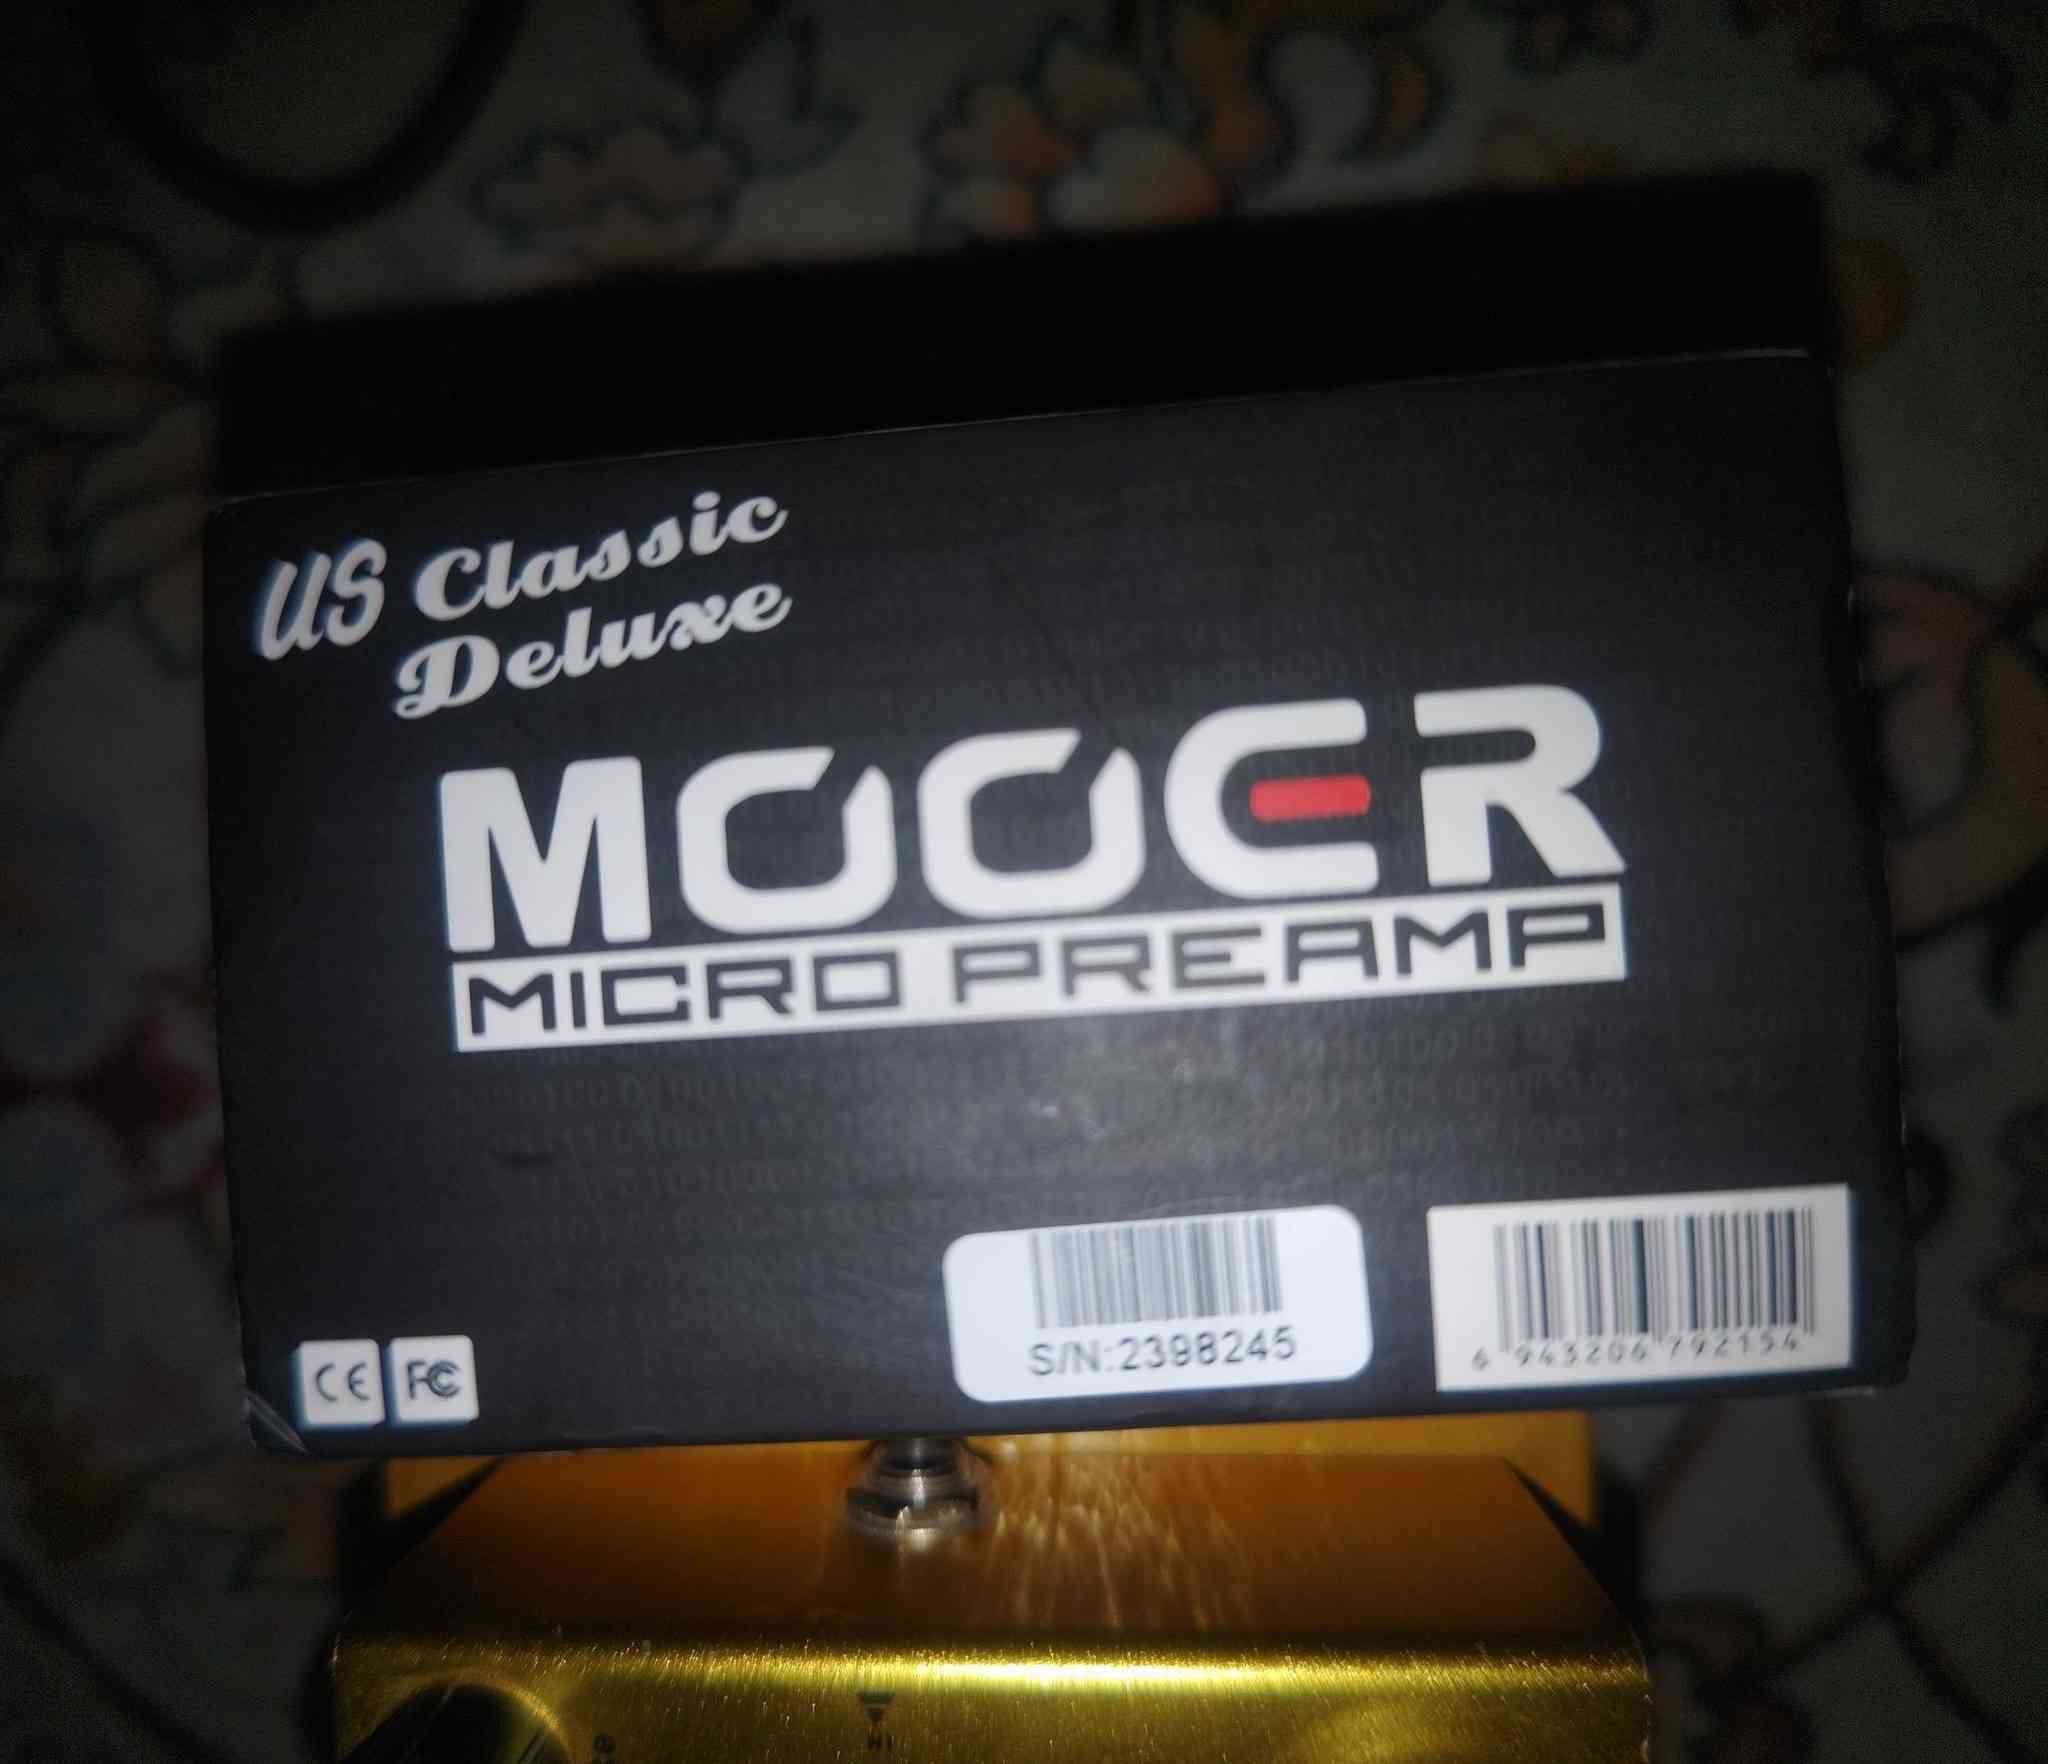 US Classic
Deluxe
MOOER
MICRO PREAMP
CE FC
S/N:2398245
6 943206 792154